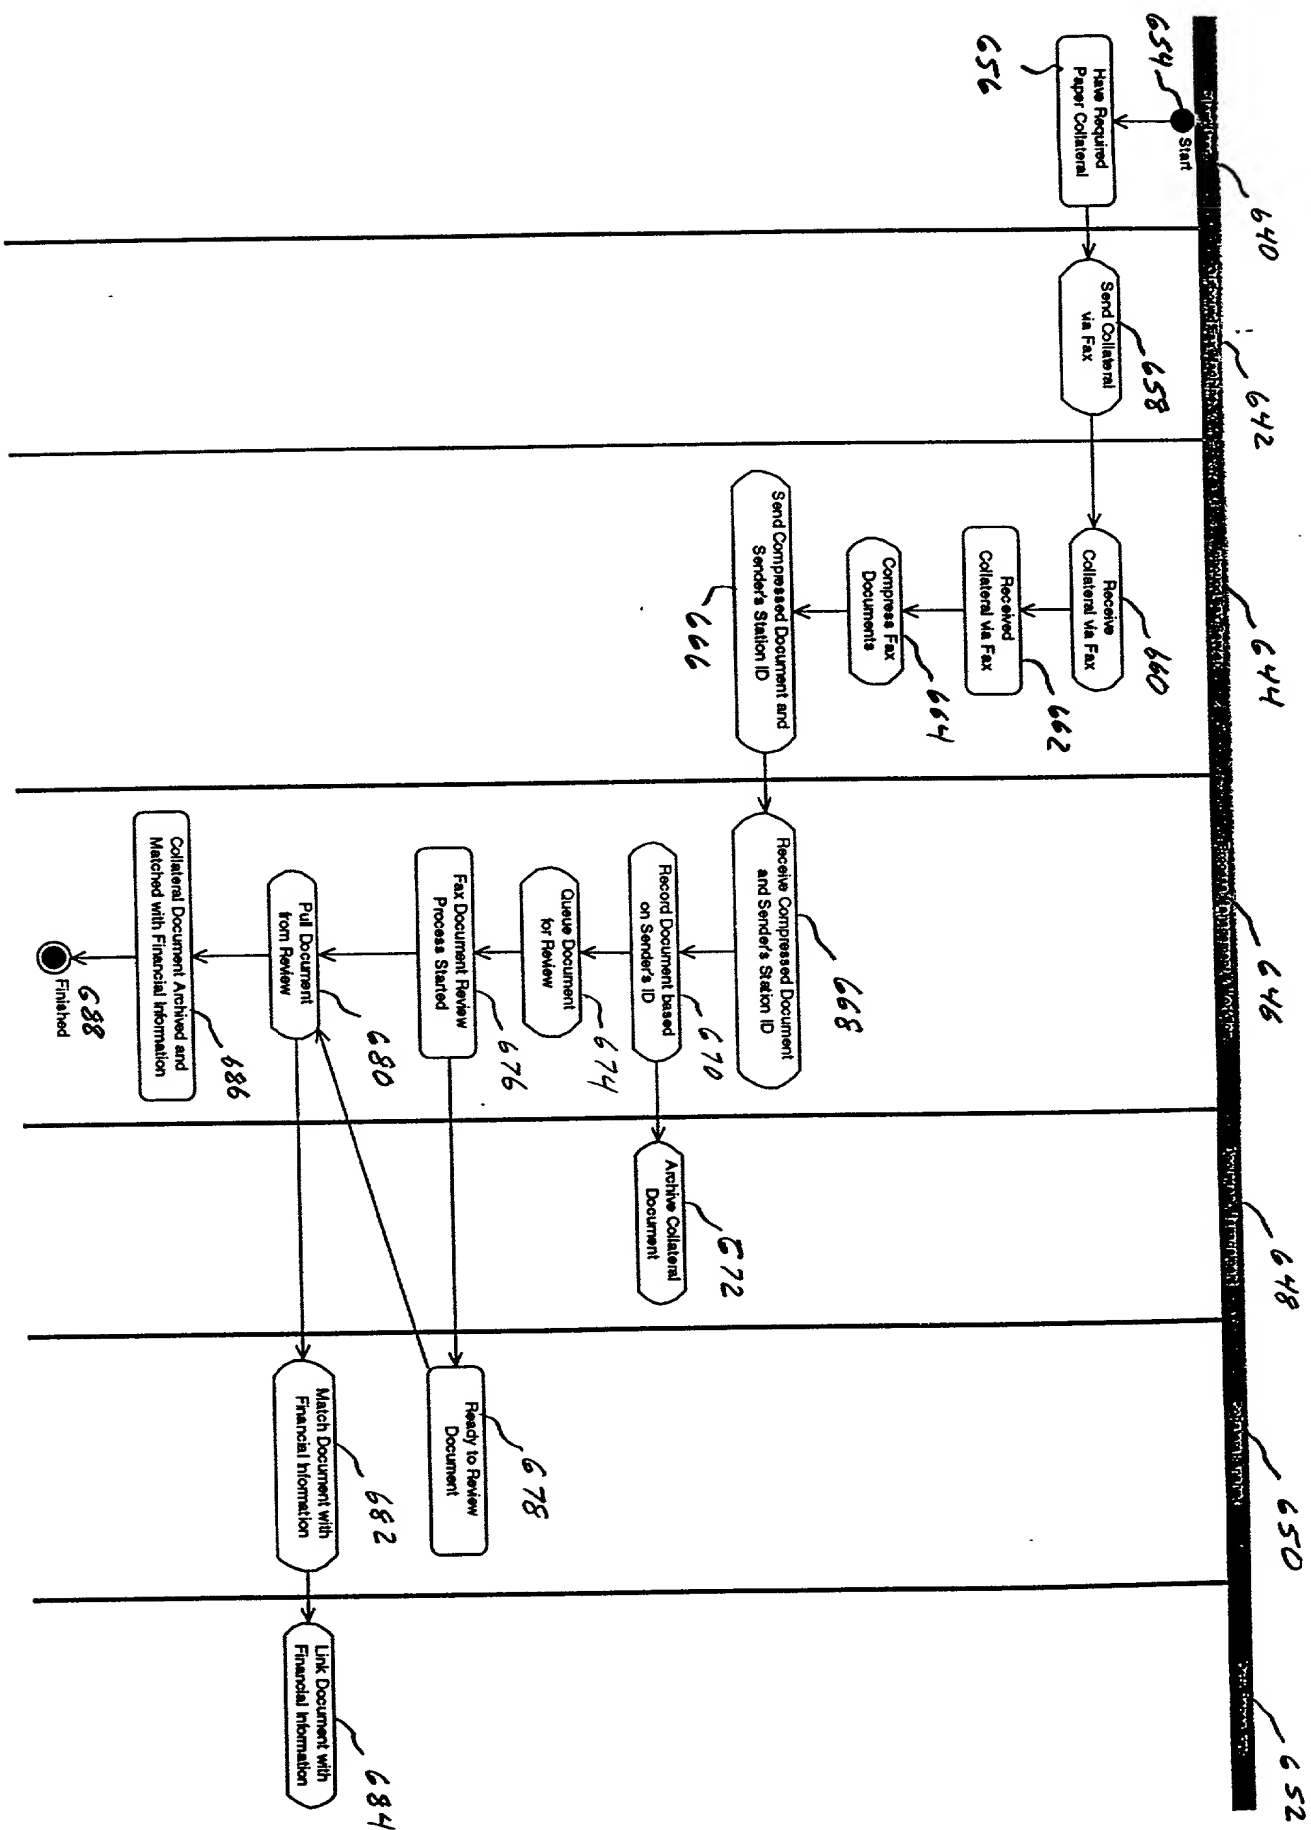 640
642
644
646
648
650
652
654
Start
Have Required
Paper Collateral
656
Send Collateral
via Fax
658
Receive
Collateral via Fax
660
Received
Collateral via Fax
662
Compress Fax
Documents
664
Send Compressed Document and
Sender's Station ID
666
Receive Compressed Document
and Sender's Station ID
668
Record Document based
on Sender's ID
670
Archive Collateral
Document
672
Queue Document
for Review
674
Fax Document Review
Process Started
676
Ready to Review
Document
678
Pull Document
from Review
680
Match Document with
Financial Information
682
Link Document with
Financial Information
684
Collateral Document Archived and
Matched with Financial Information
686
Finished
688